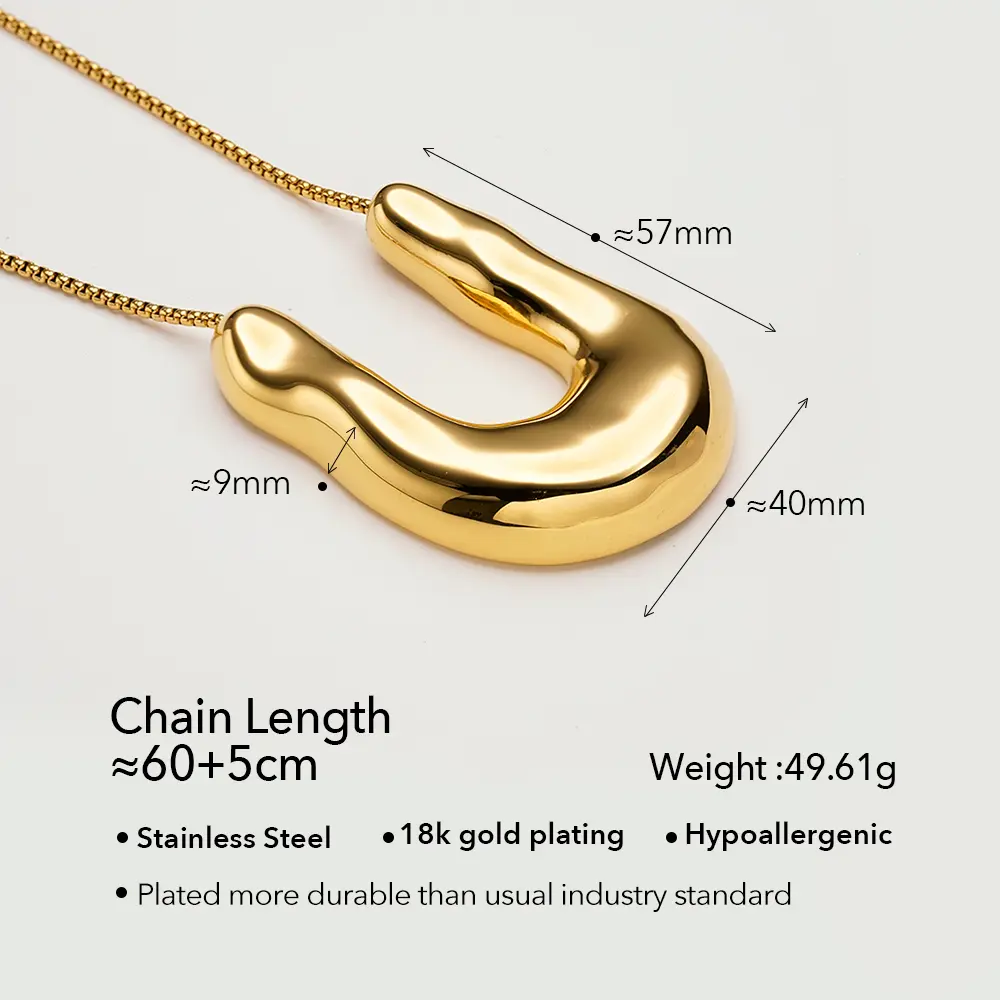 ≈57mm
≈9mm
≈40mm
Chain Length
≈60+5cm
Weight :49.61g
• Stainless Steel
• 18k gold plating
• Hypoallergenic
• Plated more durable than usual industry standard